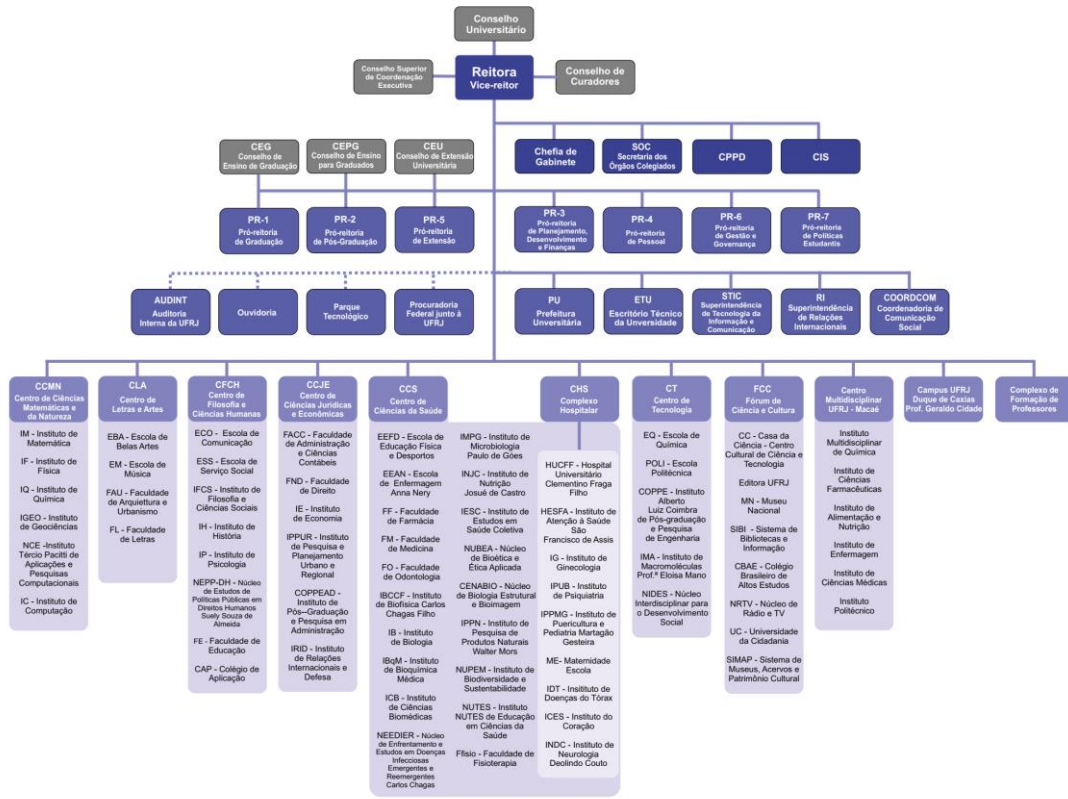 Conselho
Universitário
Conselho Superior
de Coordenação
Executiva
Reitora
Vice-reitor
Conselho de
Curadores
CEG
Conselho de
Ensino de Graduação
CEPG
Conselho de Ensino
para Graduados
CEU
Conselho de Extensão
Universitária
Chefia de
Gabinete
SOC
Secretaria dos
Órgãos Colegiados
CPPD
CIS
PR-1
Pró-reitoria
de Graduação
PR-2
Pró-reitoria
de Pós-Graduação
PR-5
Pró-reitoria
de Extensão
PR-3
Pró-reitoria
de Planejamento,
Desenvolvimento
e Finanças
PR-4
Pró-reitoria
de Pessoal
PR-6
Pró-reitoria
de Gestão e
Governança
PR-7
Pró-reitoria
de Políticas
Estudantis
AUDINT
Auditoria
Interna da UFRJ
Ouvidoria
Parque
Tecnológico
Procuradoria
Federal junto à
UFRJ
PU
Prefeitura
Unversitária
ETU
Escritório Técnico
da Unversidade
STIC
Superintendência
de Tecnologia da
Informação e
Comunicação
RI
Superintendência
de Relações
Internacionais
COORDCOM
Coordenadoria de
Comunicação
Social
CCMN
Centro de Ciências
Matemáticas e
da Natureza
IM - Instituto de
Matemática
IF - Instituto de
Física
IQ - Instituto de
Química
IGEO - Instituto de
Geociências
NCE -Instituto
Tércio Pacitti de
Aplicações e
Pesquisas
Computacionais
IC - Instituto de
Computação
CLA
Centro de
Letras e Artes
EBA - Escola de
Belas Artes
EM - Escola de
Música
FAU - Faculdade
de Arquietura e
Urbanismo
FL - Faculdade
de Letras
CFCH
Centro de
Filosofia e
Ciências Humanas
ECO - Escola de
Comunicação
ESS - Escola de
Serviço Social
IFCS - Instituto de
Filosofia e
Ciências Sociais
IH - Instituto de
História
IP - Instituto de
Psicologia
NEPP-DH - Núcleo
de Estudos de
Políticas Públicas em
Direitos Humanos
Suely Souza de
Almeida
FE - Faculdade de
Educação
CAP - Colégio de
Aplicação
CCJE
Centro de
Ciências Jurídicas
e Econômicas
FACC - Faculdade
de Administração
e Ciências
Contábeis
FND - Faculdade
de Direito
IE - Instituto
de Economia
IPPUR - Instituto
de Pesquisa e
Planejamento
Urbano e
Regional
COPPEAD -
Instituto de
Pós--Graduação
e Pesquisa em
Administração
IRID - Instituto
de Relações
Internacionais e
Defesa
CCS
Centro de
Ciências da Saúde
EEFD - Escola de
Educação Física
e Desportos
EEAN - Escola
de Enfermagem
Anna Nery
FF - Faculdade de
Farmácia
FM - Faculdade
de Medicina
FO - Faculdade
de Odontologia
IBCCF - Instituto
de Biofísica Carlos
Chagas Filho
IB - Instituto
de Biologia
IBqM - Instituto
de Bioquímica
Médica
ICB - Instituto
de Ciências
Biomédicas
NEEDIER - Núcleo
de Enfrentamento e
Estudos em Doenças
Infecciosas
Emergentes e
Reemergentes
Carlos Chagas
IMPG - Instituto de
Microbiologia
Paulo de Góes
INJC - Instituto de
Nutrição
Josué de Castro
IESC - Instituto de
Estudos em
Saúde Coletiva
NUBEA - Núcleo
de Bioética e
Ética Aplicada
CENABIO - Núcleo
de Biologia Estrutural
e Bioimagem
IPPN - Instituto de
Pesquisa de
Produtos Naturais
Walter Mors
NUPEM - Instituto de
Biodiversidade e
Sustentabilidade
NUTES - Instituto
NUTES de Educação
em Ciências da
Saúde
Ffisio - Faculdade de
Fisioterapia
CHS
Complexo
Hospitalar
HUCFF - Hospital
Universitário
Clementino Fraga
Filho
HESFA - Instituto de
Atenção à Saúde
São
Francisco de Assis
IG - Instituto de
Ginecologia
IPUB - Instituto
de Psiquiatria
IPPMG - Instituto de
Puericultura e
Pediatria Martagão
Gesteira
ME- Maternidade
Escola
IDT - Insitituto de
Doenças do Tórax
ICES - Instituto do
Coração
INDC - Instituto de
Neurologia
Deolindo Couto
CT
Centro de
Tecnologia
EQ - Escola de
Química
POLI - Escola
Politécnica
COPPE - Instituto
Alberto
Luiz Coimbra
de Pós-graduação
e Pesquisa
de Engenharia
IMA - Instituto de
Macromoléculas
Prof.ª Eloisa Mano
NIDES - Núcleo
Interdisciplinar para
o Desenvolvimento
Social
FCC
Fórum de
Ciência e Cultura
CC - Casa da
Ciência - Centro
Cultural de Ciência e
Tecnologia
Editora UFRJ
MN - Museu
Nacional
SIBI - Sistema de
Bibliotecas e
Informação
CBAE - Colégio
Brasileiro de
Altos Estudos
NRTV - Núcleo de
Rádio e TV
UC - Universidade
da Cidadania
SIMAP - Sistema de
Museus, Acervos e
Patrimônio Cultural
Centro
Multidisciplinar
UFRJ - Macaé
Instituto
Multidisciplinar
de Química
Instituto de
Ciências
Farmacêuticas
Instituto de
Alimentação e
Nutrição
Instituto de
Enfermagem
Instituto de
Ciências Médicas
Instituto
Politécnico
Campus UFRJ
Duque de Caxias
Prof. Geraldo Cidade
Complexo de
Formação de
Professores